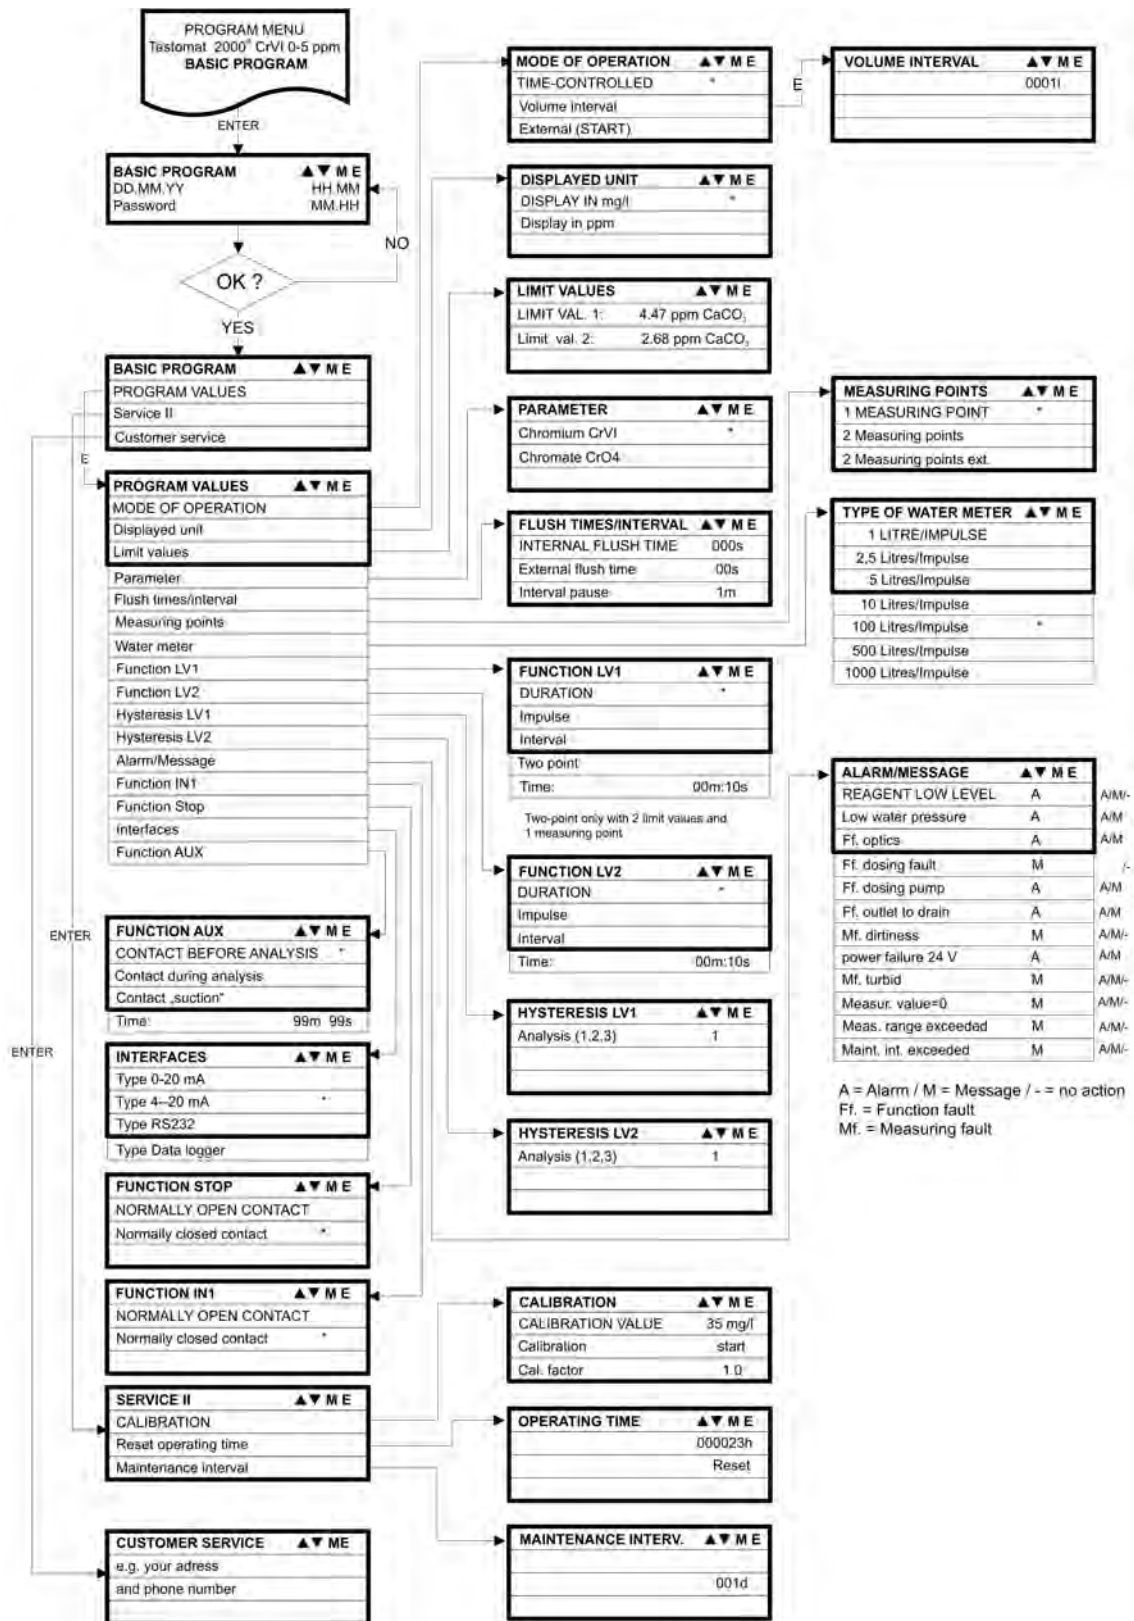 PROGRAM MENU
Testomat 2000® CrVI 0-5 ppm
BASIC PROGRAM
ENTER
BASIC PROGRAM ▲▼ M E
DD.MM.YY HH.MM
Password MM.HH
NO
OK ?
YES
BASIC PROGRAM ▲▼ M E
PROGRAM VALUES
Service II
Customer service
E
PROGRAM VALUES ▲▼ M E
MODE OF OPERATION
Displayed unit
Limit values
Parameter
Flush times/interval
Measuring points
Water meter
Function LV1
Function LV2
Hysteresis LV1
Hysteresis LV2
Alarm/Message
Function IN1
Function Stop
Interfaces
Function AUX
ENTER
ENTER
FUNCTION AUX ▲▼ M E
CONTACT BEFORE ANALYSIS *
Contact during analysis
Contact „suction"
Time: 99m 99s
INTERFACES ▲▼ M E
Type 0-20 mA
Type 4--20 mA *
Type RS232
Type Data logger
FUNCTION STOP ▲▼ M E
NORMALLY OPEN CONTACT
Normally closed contact *
FUNCTION IN1 ▲▼ M E
NORMALLY OPEN CONTACT
Normally closed contact *
SERVICE II ▲▼ M E
CALIBRATION
Reset operating time
Maintenance interval
CUSTOMER SERVICE ▲▼ ME
e.g. your adress
and phone number
MODE OF OPERATION ▲▼ M E
TIME-CONTROLLED *
Volume interval
External (START)
E
DISPLAYED UNIT ▲▼ M E
DISPLAY IN mg/l *
Display in ppm
LIMIT VALUES ▲▼ M E
LIMIT VAL. 1: 4.47 ppm CaCO₃
Limit val. 2: 2.68 ppm CaCO₃
PARAMETER ▲▼ M E
Chromium CrVI *
Chromate CrO4
FLUSH TIMES/INTERVAL ▲▼ M E
INTERNAL FLUSH TIME 000s
External flush time 00s
Interval pause 1m
FUNCTION LV1 ▲▼ M E
DURATION *
Impulse
Interval
Two point
Time: 00m:10s
Two-point only with 2 limit values and
1 measuring point
FUNCTION LV2 ▲▼ M E
DURATION *
Impulse
Interval
Time: 00m:10s
HYSTERESIS LV1 ▲▼ M E
Analysis (1,2,3) 1
HYSTERESIS LV2 ▲▼ M E
Analysis (1,2,3) 1
CALIBRATION ▲▼ M E
CALIBRATION VALUE 35 mg/l
Calibration start
Cal. factor 1.0
OPERATING TIME ▲▼ M E
000023h
Reset
MAINTENANCE INTERV. ▲▼ M E
001d
VOLUME INTERVAL ▲▼ M E
0001l
MEASURING POINTS ▲▼ M E
1 MEASURING POINT *
2 Measuring points
2 Measuring points ext.
TYPE OF WATER METER ▲▼ M E
1 LITRE/IMPULSE
2,5 Litres/Impulse
5 Litres/Impulse
10 Litres/Impulse
100 Litres/Impulse *
500 Litres/Impulse
1000 Litres/Impulse
ALARM/MESSAGE ▲▼ M E
REAGENT LOW LEVEL A A/M/-
Low water pressure A A/M
Ff. optics A A/M
Ff. dosing fault M /-
Ff. dosing pump A A/M
Ff. outlet to drain A A/M
Mf. dirtiness M A/M/-
power failure 24 V A A/M
Mf. turbid M A/M/-
Measur. value=0 M A/M/-
Meas. range exceeded M A/M/-
Maint. int. exceeded M A/M/-
A = Alarm / M = Message / - = no action
Ff. = Function fault
Mf. = Measuring fault